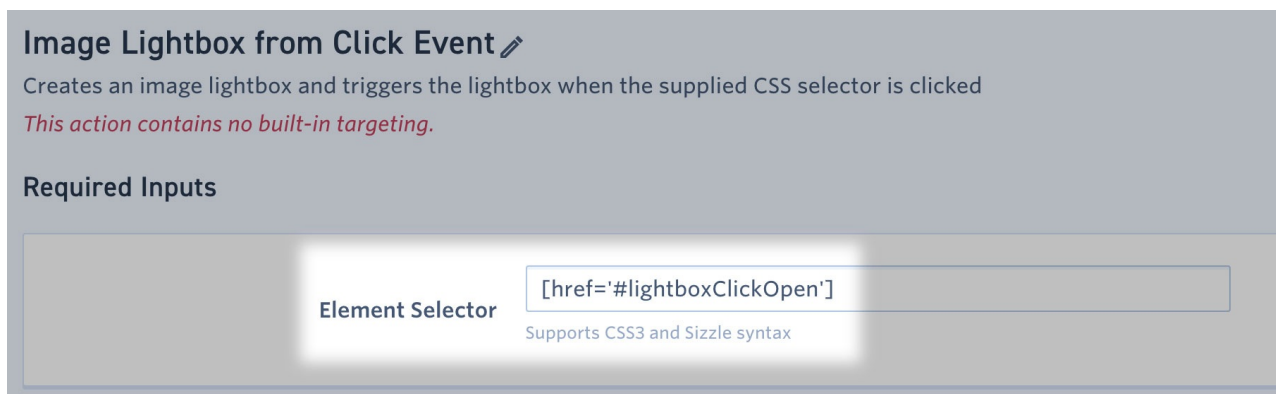 Image Lightbox from Click Event
Creates an image lightbox and triggers the lightbox when the supplied CSS selector is clicked
This action contains no built-in targeting.
Required Inputs
Element Selector
[href='#lightboxClickOpen']
Supports CSS3 and Sizzle syntax